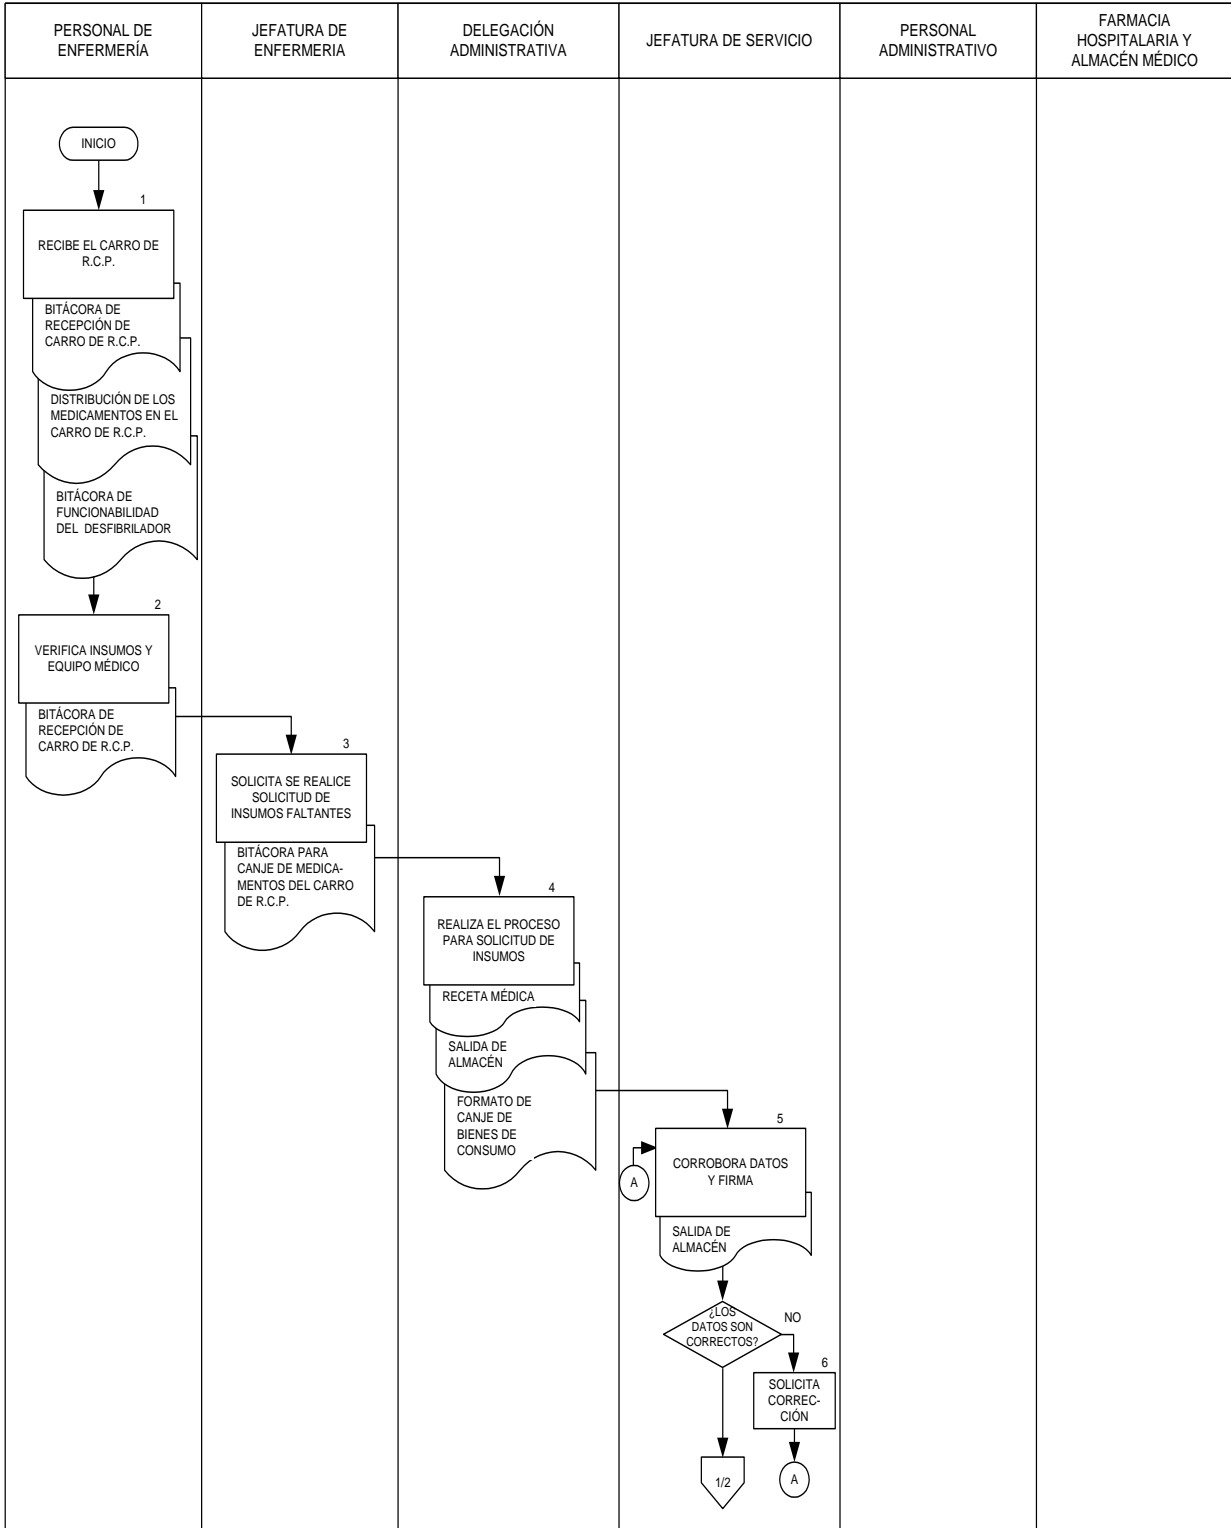 PERSONAL DE
ENFERMERÍA
JEFATURA DE
ENFERMERIA
DELEGACIÓN
ADMINISTRATIVA
JEFATURA DE SERVICIO
PERSONAL
ADMINISTRATIVO
FARMACIA
HOSPITALARIA Y
ALMACÉN MÉDICO
INICIO
1
RECIBE EL CARRO DE
R.C.P.
BITÁCORA DE
RECEPCIÓN DE
CARRO DE R.C.P.
DISTRIBUCIÓN DE LOS
MEDICAMENTOS EN EL
CARRO DE R.C.P.
BITÁCORA DE
FUNCIONABILIDAD
DEL DESFIBRILADOR
2
VERIFICA INSUMOS Y
EQUIPO MÉDICO
BITÁCORA DE
RECEPCIÓN DE
CARRO DE R.C.P.
3
SOLICITA SE REALICE
SOLICITUD DE
INSUMOS FALTANTES
BITÁCORA PARA
CANJE DE MEDICA-
MENTOS DEL CARRO
DE R.C.P.
4
REALIZA EL PROCESO
PARA SOLICITUD DE
INSUMOS
RECETA MÉDICA
SALIDA DE
ALMACÉN
FORMATO DE
CANJE DE
BIENES DE
CONSUMO
5
CORROBORA DATOS
Y FIRMA
A
SALIDA DE
ALMACÉN
¿LOS
DATOS SON
CORRECTOS?
NO
6
SOLICITA
CORREC-
CIÓN
1/2
A